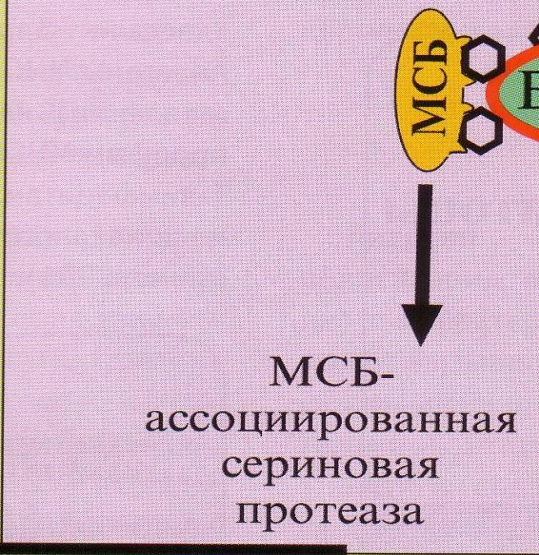 МСБ
МСБ-
ассоциированная
сериновая
протеаза